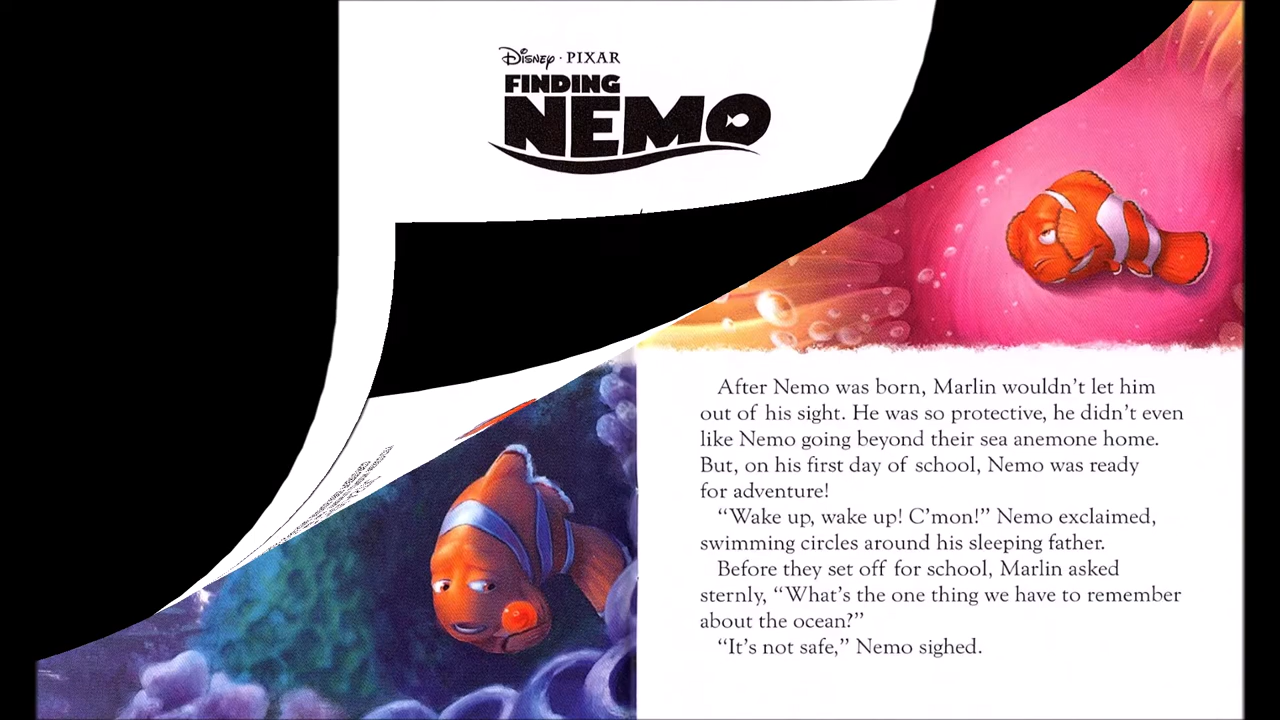 Disney · PIXAR
FINDING
NEMO
After Nemo was born, Marlin wouldn't let him
out of his sight. He was so protective, he didn't even
like Nemo going beyond their sea anemone home.
But, on his first day of school, Nemo was ready
for adventure!
“Wake up, wake up! C'mon!” Nemo exclaimed,
swimming circles around his sleeping father.
Before they set off for school, Marlin asked
sternly, “What's the one thing we have to remember
about the ocean?”
“It's not safe,” Nemo sighed.